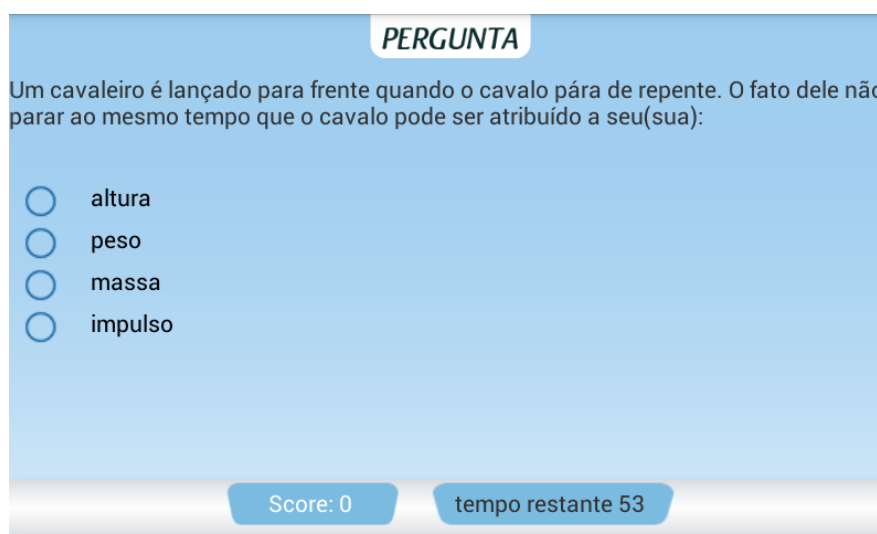 PERGUNTA
Um cavaleiro é lançado para frente quando o cavalo pára de repente. O fato dele não
parar ao mesmo tempo que o cavalo pode ser atribuído a seu(sua):
altura
peso
massa
impulso
Score: 0
tempo restante 53